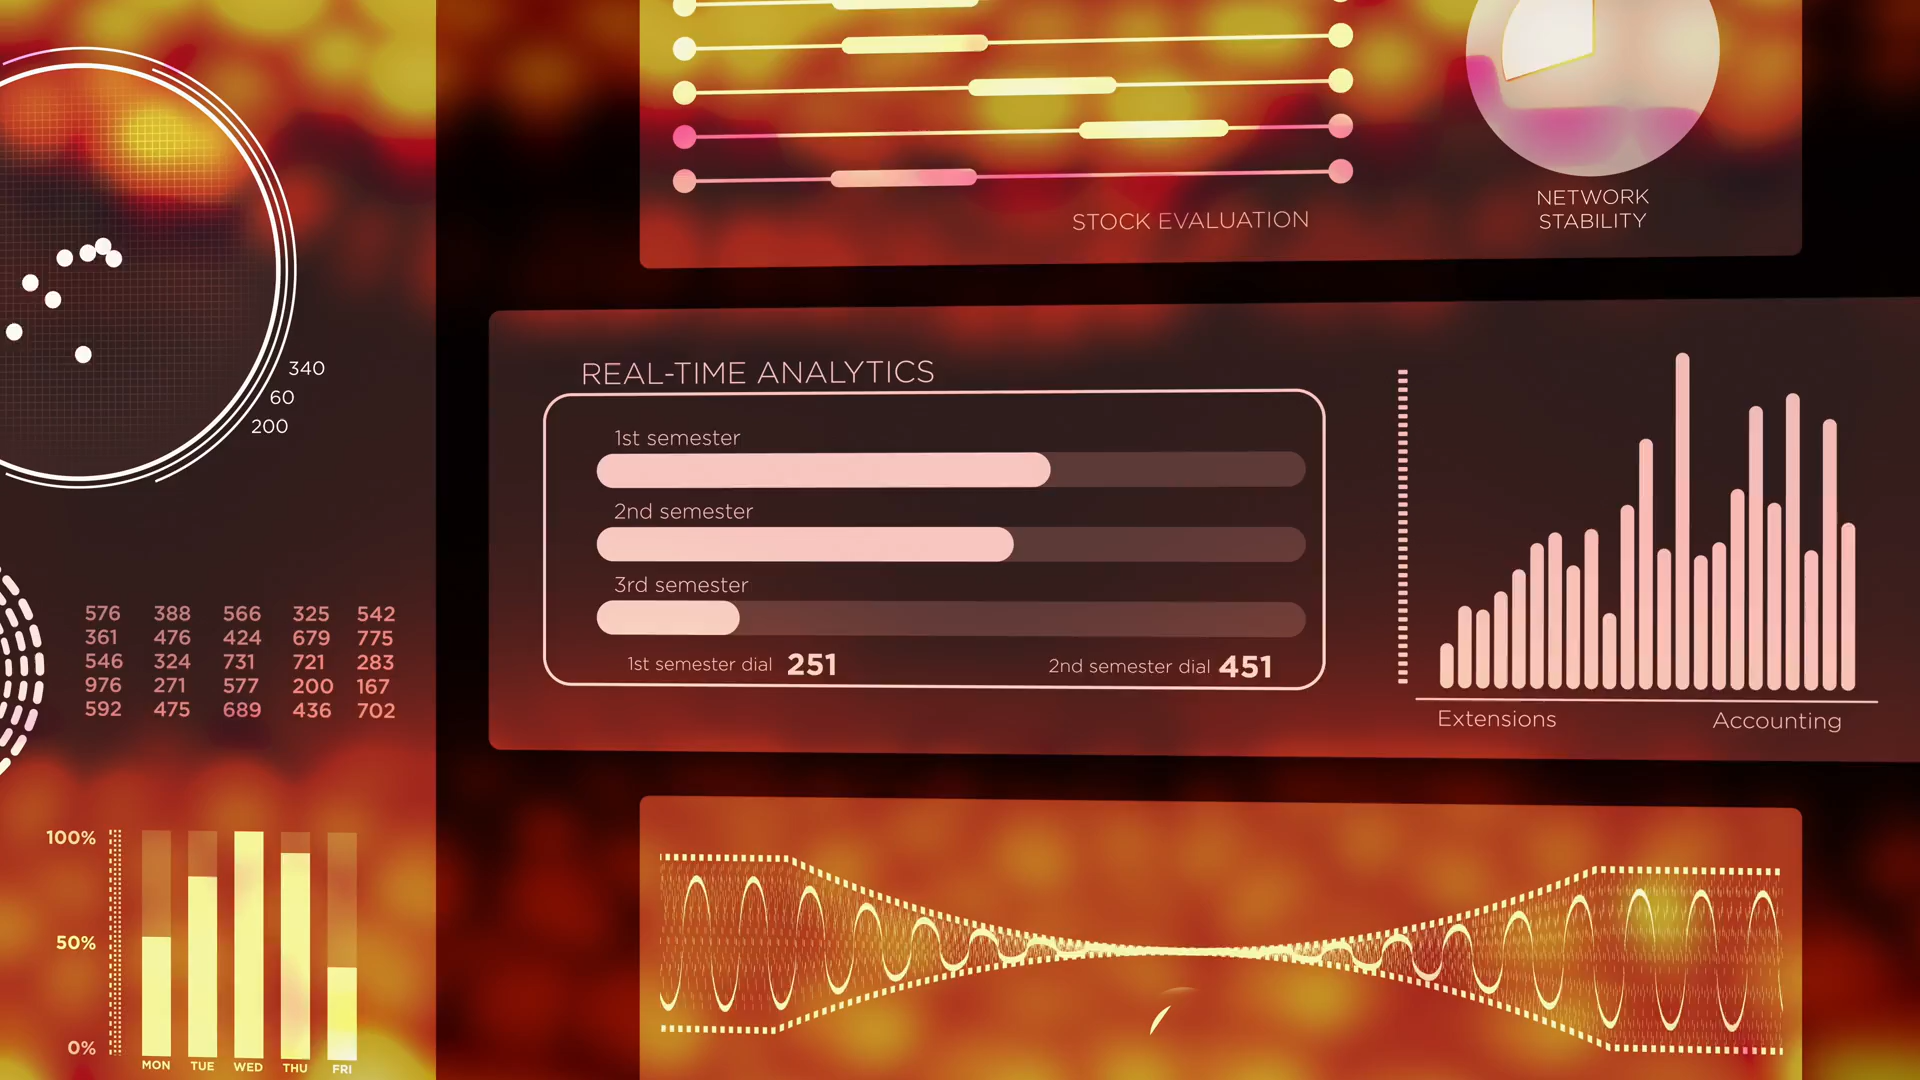 STOCK EVALUATION
NETWORK
STABILITY
340
60
200
REAL-TIME ANALYTICS
1st semester
2nd semester
3rd semester
1st semester dial 251
2nd semester dial 451
Extensions Accounting
576 388 566 325 542
361 476 424 679 775
546 324 731 721 283
976 271 577 200 167
592 475 689 436 702
100%
50%
0%
MON TUE WED THU FRI